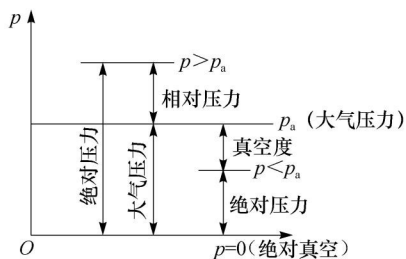 p
p>pa
相对压力
pa (大气压力)
绝对压力
大气压力
真空度
p<pa
绝对压力
O
p=0(绝对真空)